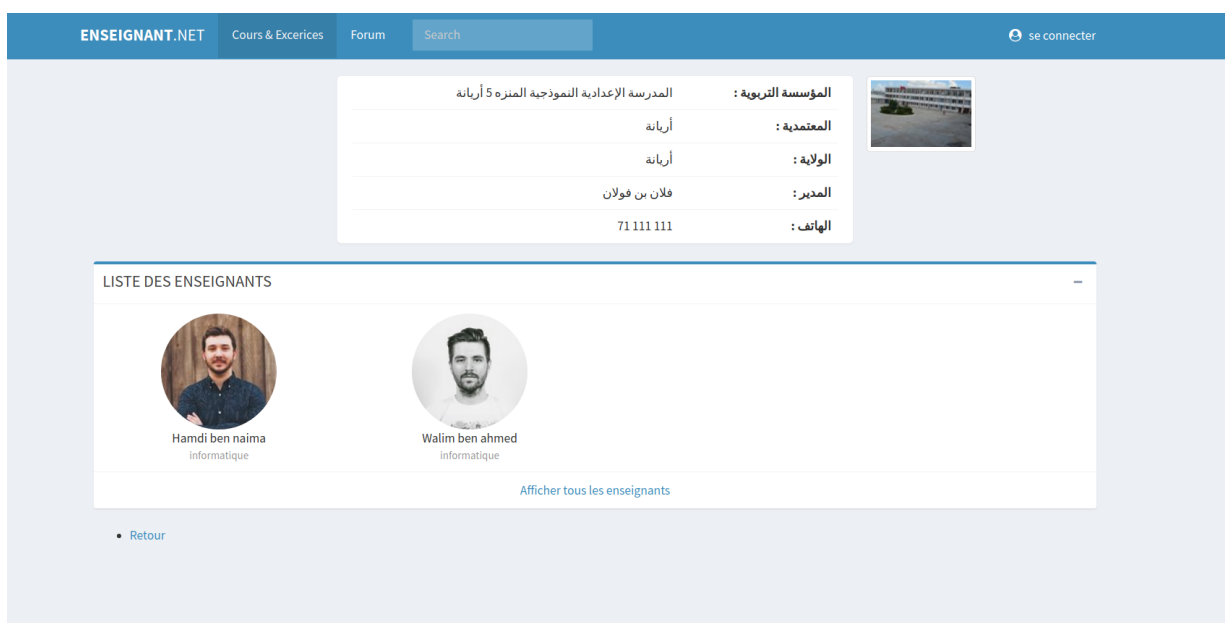 ENSEIGNANT.NET Cours & Excerices Forum Search se connecter
المؤسسة التربوية : المدرسة الإعدادية النموذجية المنزه 5 أريانة
المعتمدية : أريانة
الولاية : أريانة
المدير : فلان بن فولان
الهاتف : 71 111 111
LISTE DES ENSEIGNANTS
Hamdi ben naima Walim ben ahmed
informatique informatique
Afficher tous les enseignants
Retour